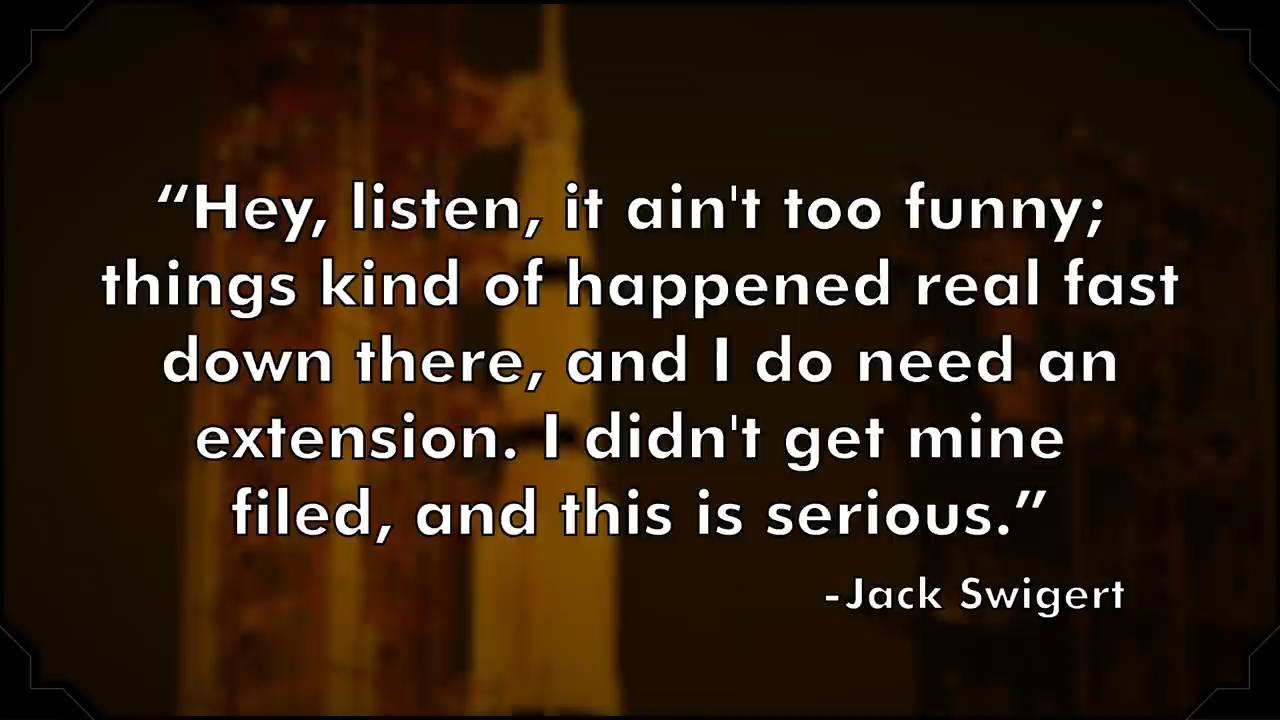 “Hey, listen, it ain't too funny;
things kind of happened real fast
down there, and I do need an
extension. I didn't get mine
filed, and this is serious.”
-Jack Swigert